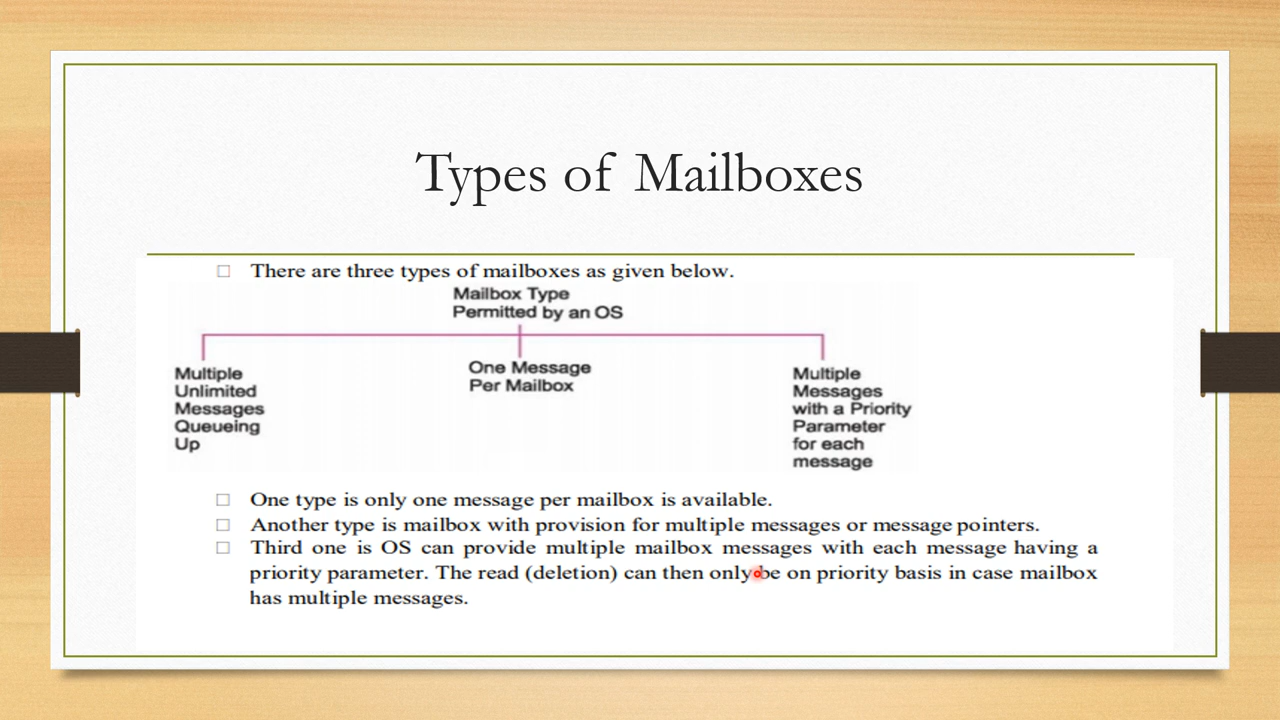 Types of Mailboxes
There are three types of mailboxes as given below.
Mailbox Type
Permitted by an OS
Multiple
Unlimited
Messages
Queueing
Up
One Message
Per Mailbox
Multiple
Messages
with a Priority
Parameter
for each
message
One type is only one message per mailbox is available.
Another type is mailbox with provision for multiple messages or message pointers.
Third one is OS can provide multiple mailbox messages with each message having a
priority parameter. The read (deletion) can then only be on priority basis in case mailbox
has multiple messages.